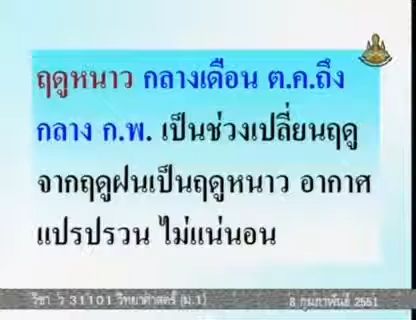 ฤดูหนาว กลางเดือน ต.ค.ถึง
กลาง ก.พ. เป็นช่วงเปลี่ยนฤดู
จากฤดูฝนเป็นฤดูหนาว อากาศ
แปรปรวน ไม่แน่นอน
วิชา ว 31101 วิทยาศาสตร์ (ม.1) 8 กุมภาพันธ์ 2551